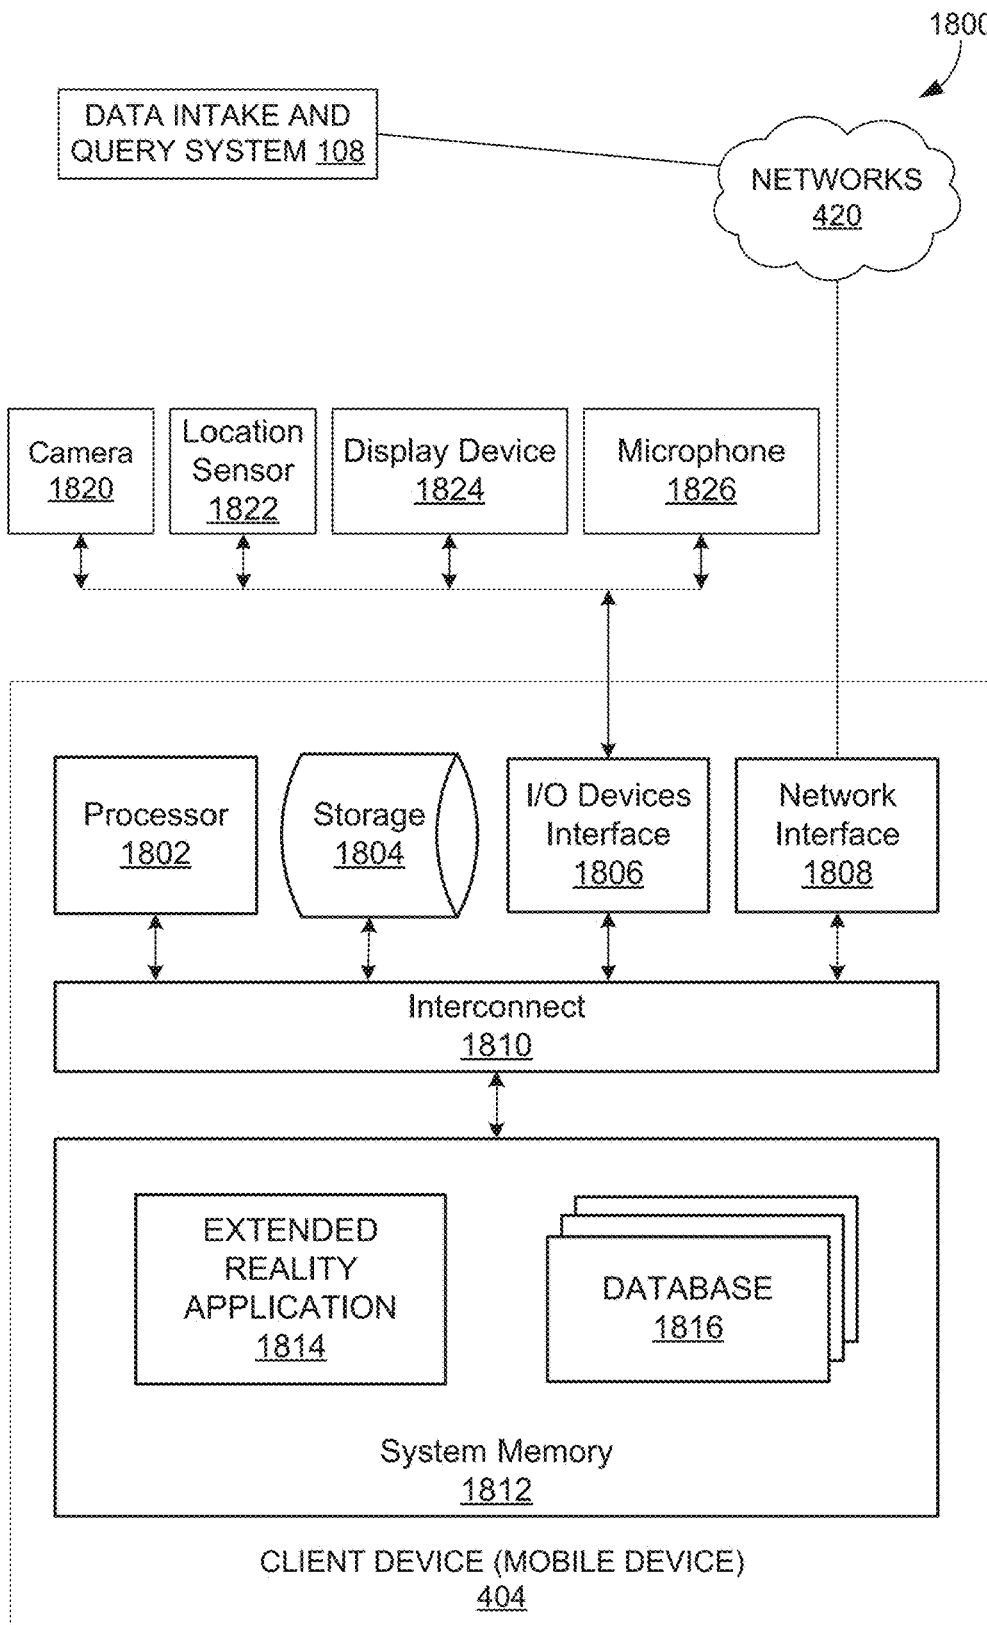 1800
DATA INTAKE AND
QUERY SYSTEM 108
NETWORKS
420
Camera
1820
Location
Sensor
1822
Display Device
1824
Microphone
1826
Processor
1802
Storage
1804
I/O Devices
Interface
1806
Network
Interface
1808
Interconnect
1810
EXTENDED
REALITY
APPLICATION
1814
DATABASE
1816
System Memory
1812
CLIENT DEVICE (MOBILE DEVICE)
404